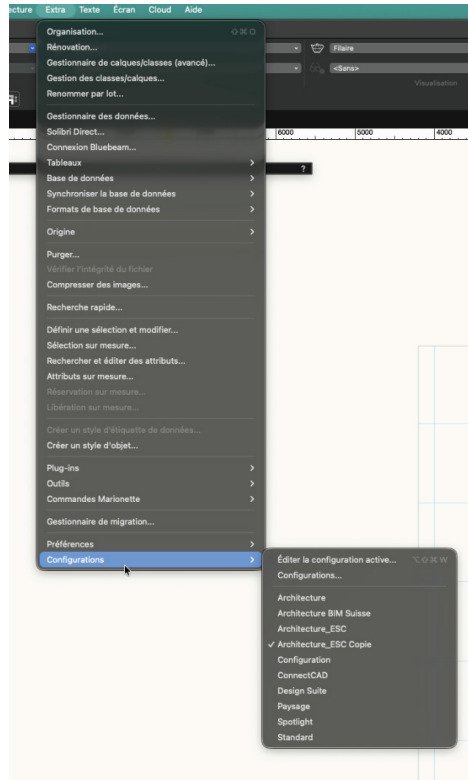 cture Extra Texte Écran Cloud Aide
Organisation... ⇧⌘O
Rénovation...
Gestionnaire de calques/classes (avancé)...
Gestion des classes/calques...
Renommer par lot...
Gestionnaire des données...
Solibri Direct...
Connexion Bluebeam...
Tableaux
Base de données
Synchroniser la base de données
Formats de base de données
Origine
Purger...
Vérifier l'intégrité du fichier
Compresser des images...
Recherche rapide...
Définir une sélection et modifier...
Sélection sur mesure...
Rechercher et éditer des attributs...
Attributs sur mesure...
Réservation sur mesure...
Libération sur mesure...
Créer un style d'étiquette de données...
Créer un style d'objet...
Plug-ins
Outils
Commandes Marionette
Gestionnaire de migration...
Préférences
Configurations
Filaire
<Sans>
Visualisation
6000 5000 4000
?
Éditer la configuration active... ⌥⇧⌘W
Configurations...
Architecture
Architecture BIM Suisse
Architecture_ESC
✓ Architecture_ESC Copie
Configuration
ConnectCAD
Design Suite
Paysage
Spotlight
Standard